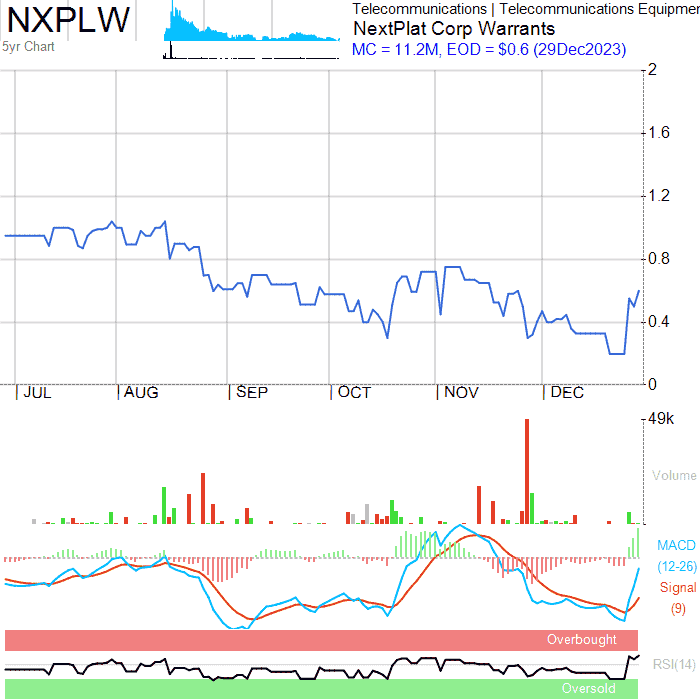 NXPLW
5yr Chart
Telecommunications | Telecommunications Equipmen
NextPlat Corp Warrants
MC = 11.2M, EOD = $0.6 (29Dec2023)
2
1.6
1.2
0.8
0.4
0
| JUL | AUG | SEP | OCT | NOV | DEC
49k
Volume
MACD
(12-26)
Signal
(9)
Overbought
RSI(14)
Oversold